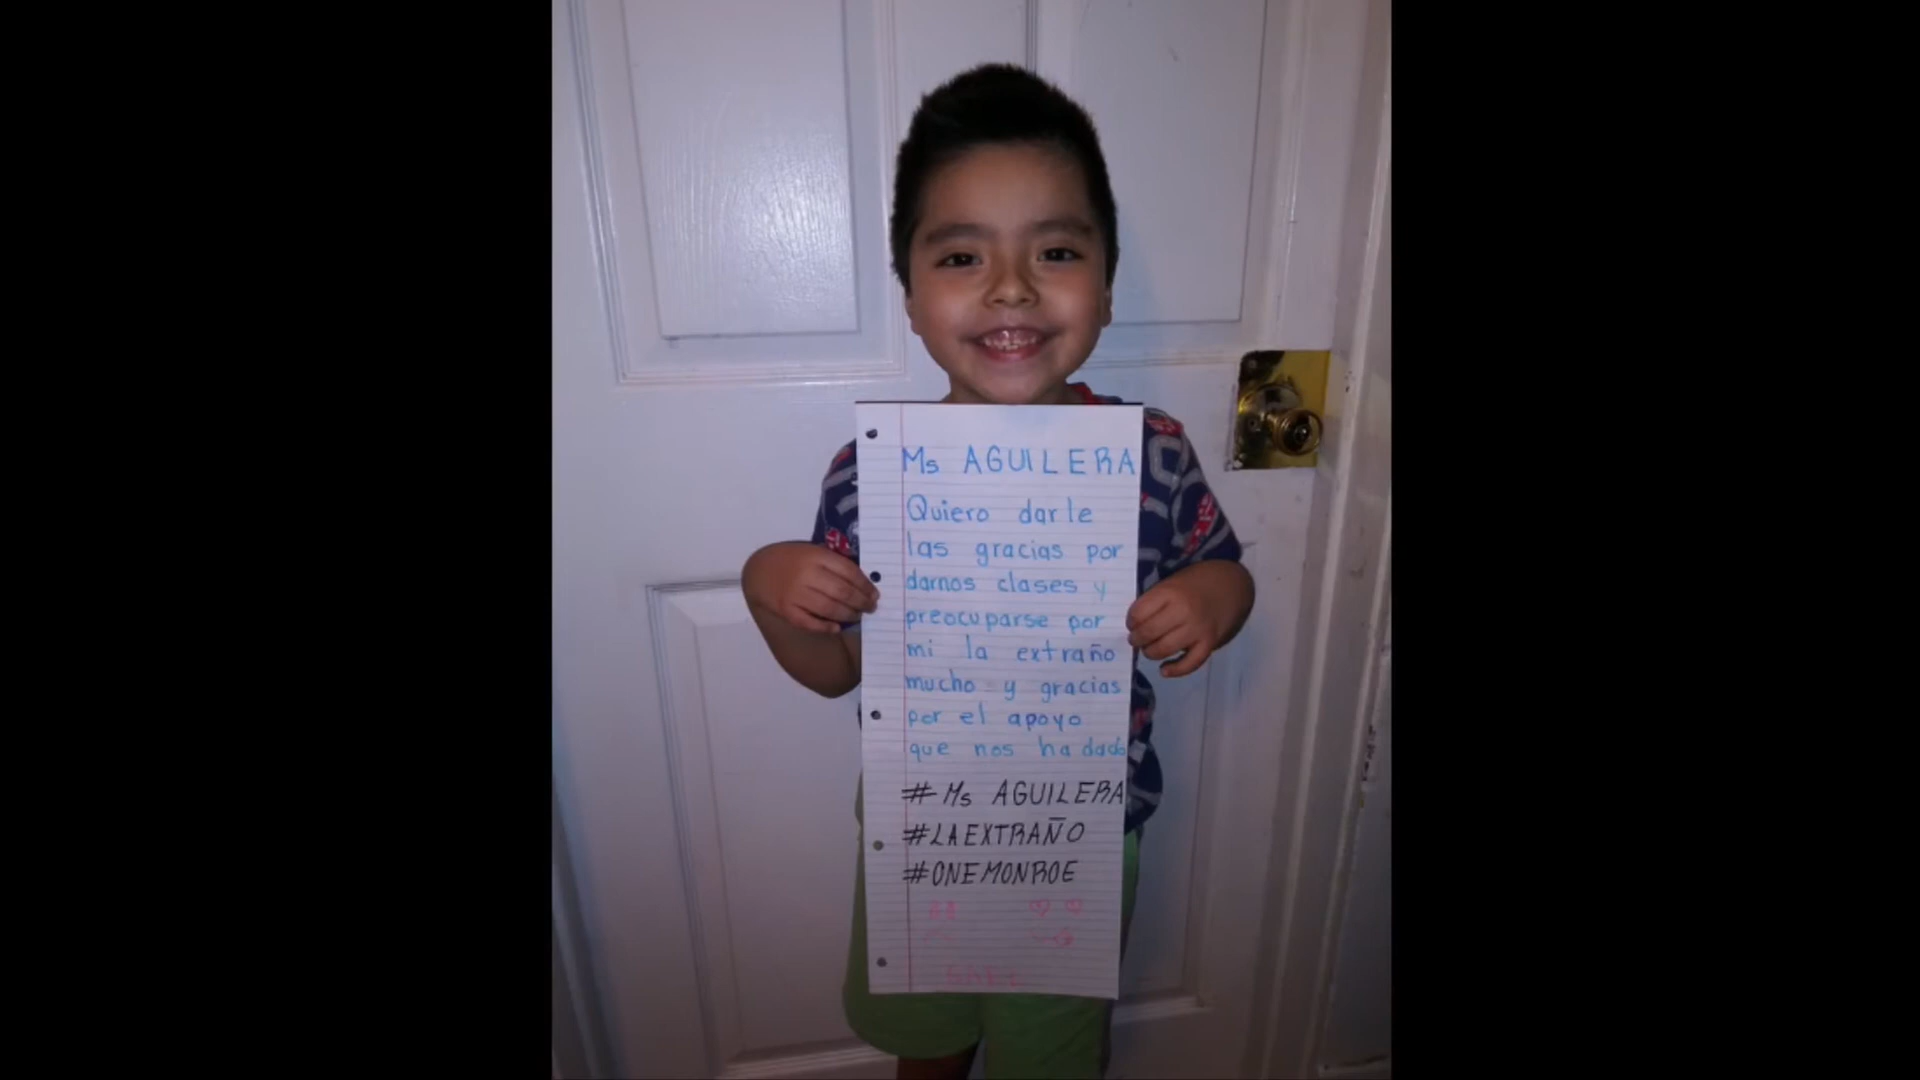 Ms AGUILERA
Quiero darle
las gracias por
darnos clases y
preocuparse por
mi la extraño
mucho y gracias
por el apoyo
que nos ha dado
# Ms AGUILERA
#LAEXTRAÑO
#ONEMONROE